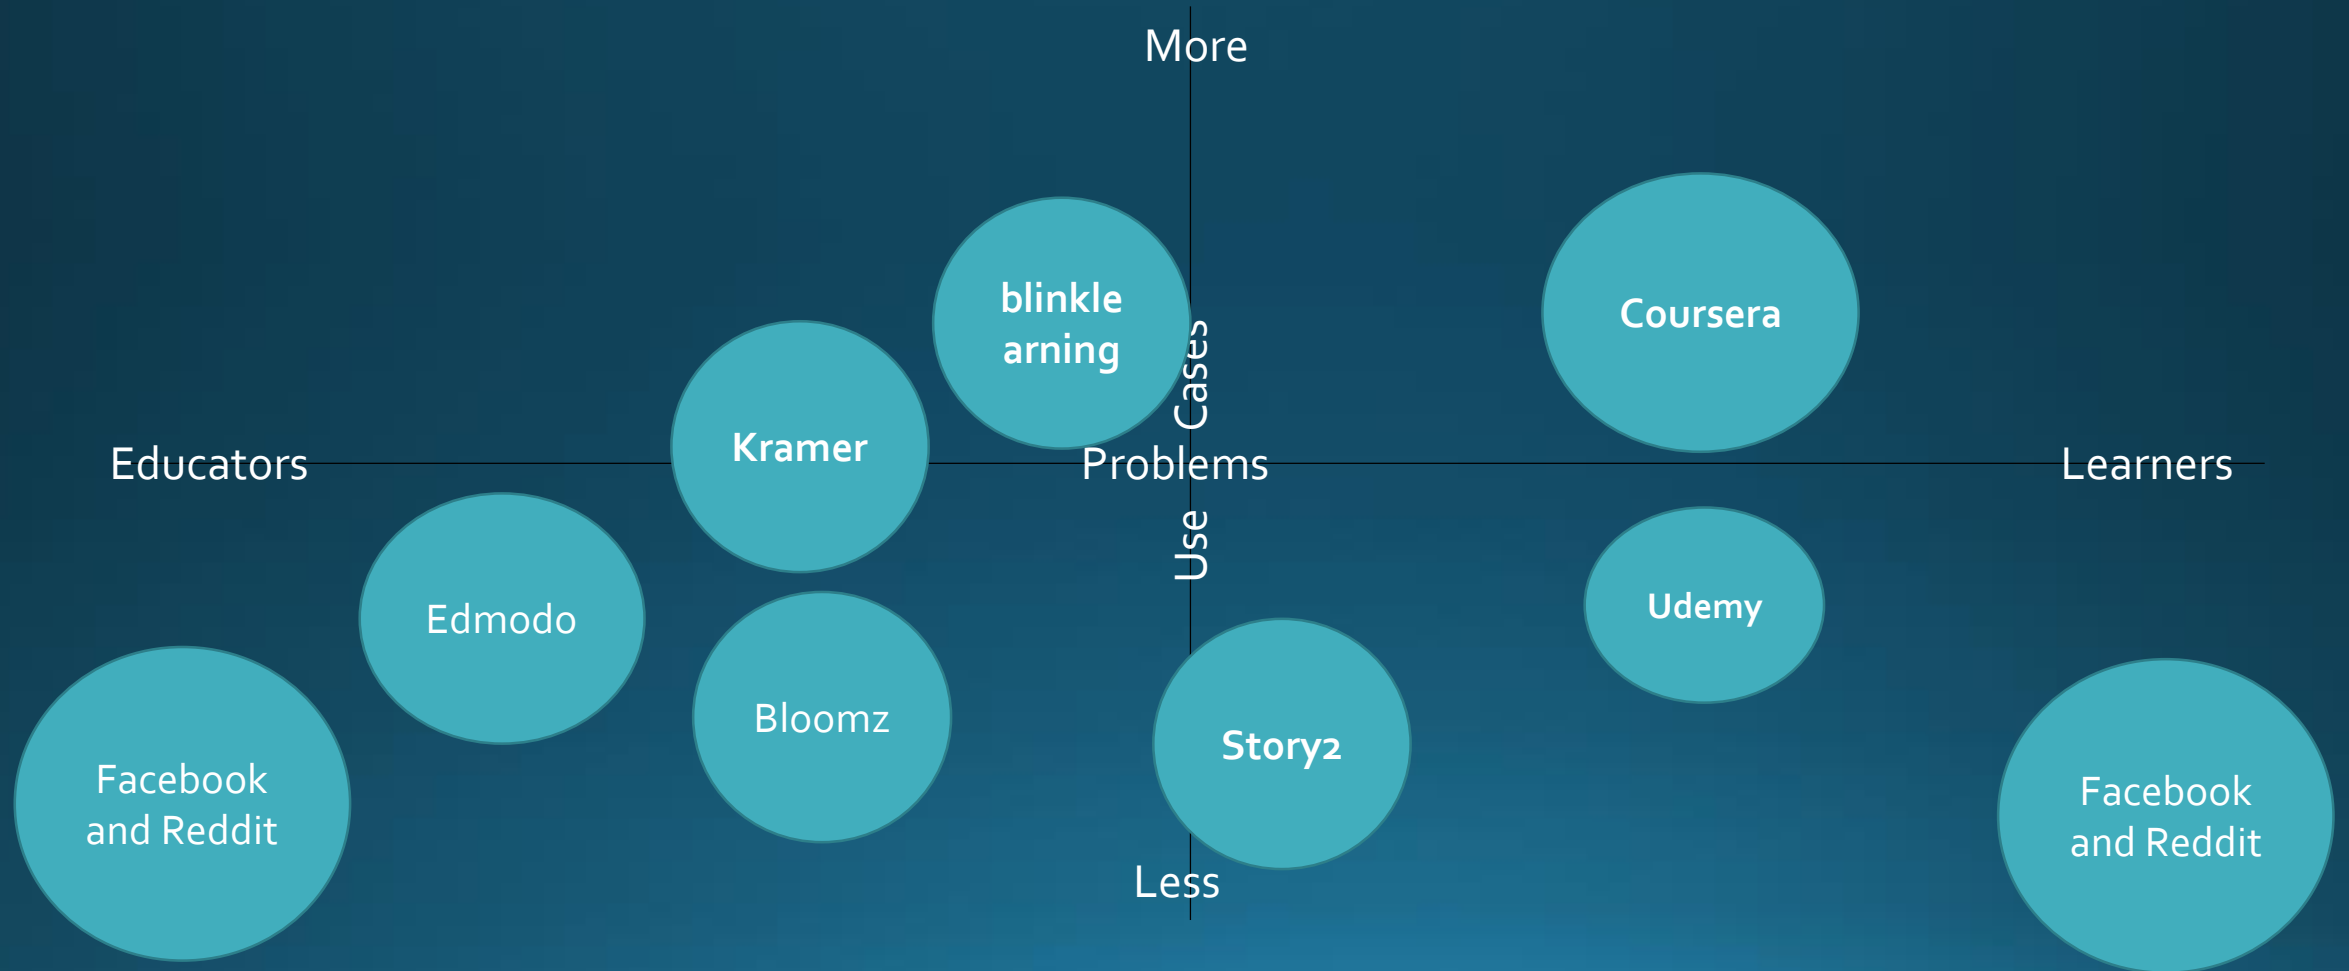 More
blinkle
arning
Coursera
Kramer
Use Cases
Educators
Problems
Learners
Edmodo
Udemy
Bloomz
Story2
Facebook
and Reddit
Facebook
and Reddit
Less